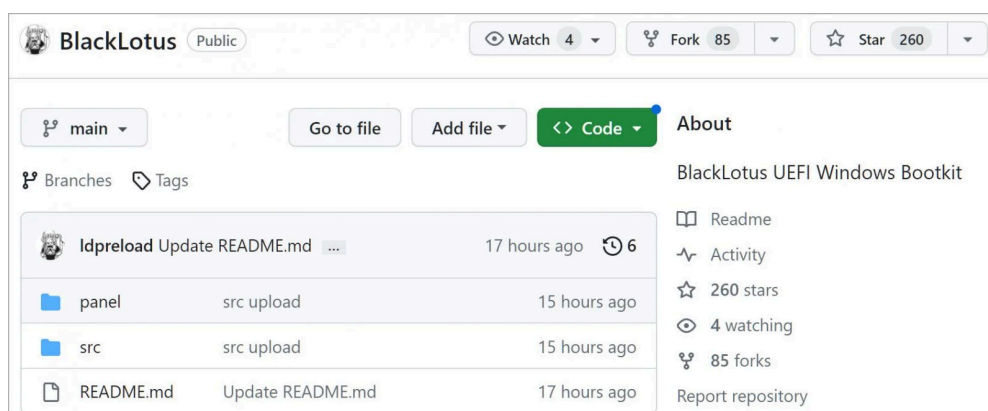 BlackLotus Public Watch 4 Fork 85 Star 260
main Go to file Add file <> Code
About
BlackLotus UEFI Windows Bootkit
Branches Tags
ldpreload Update README.md ... 17 hours ago 6
panel src upload 15 hours ago
src src upload 15 hours ago
README.md Update README.md 17 hours ago
Readme
Activity
260 stars
4 watching
85 forks
Report repository